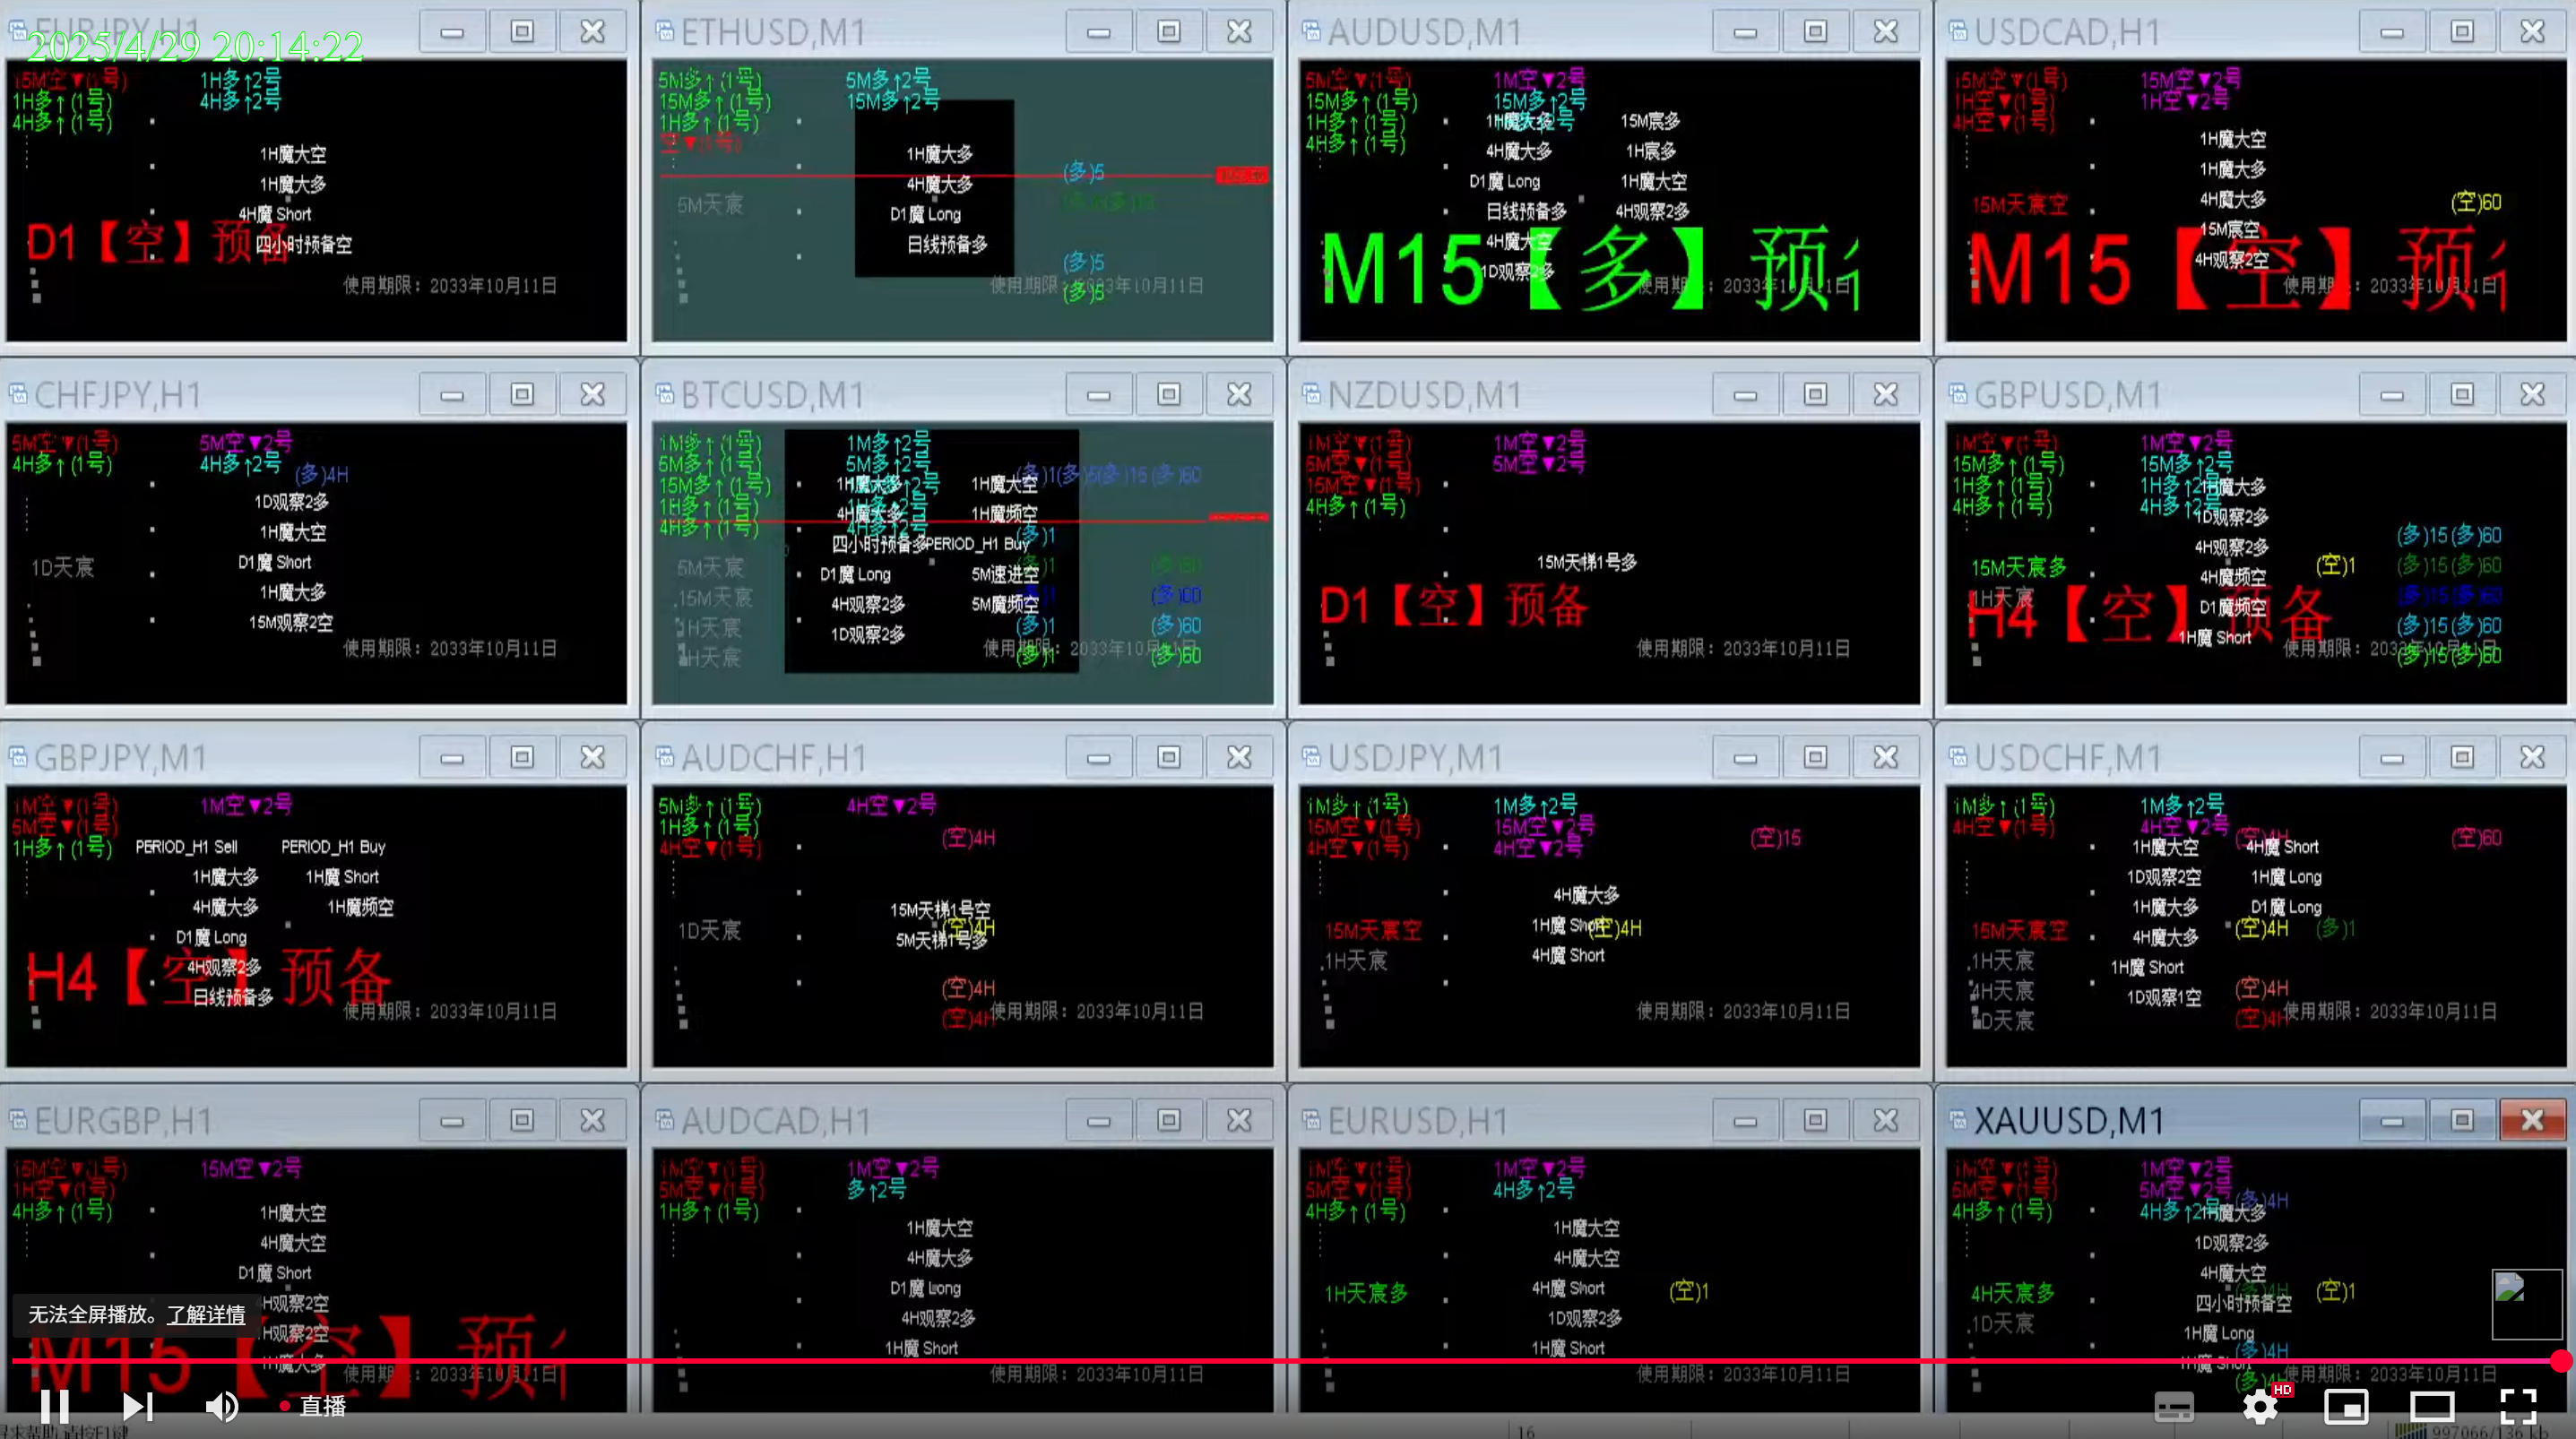 EURJPY,H1
2025/4/29 20:14:22
15M空▼(1号) 1H多↑2号
1H多↑(1号) 4H多↑2号
4H多↑(1号)
1H魔大空
1H魔大多
4H魔 Short
D1【空】预备
四小时预备空
使用期限：2033年10月11日
ETHUSD,M1
5M多↑(1号) 5M多↑2号
15M多↑(1号) 15M多↑2号
1H多↑(1号)
空▼(1号)
1H魔大多
(多)5
4H魔大多
5M天宸
D1魔 Long
日线预备多
(多)5
使用期限：2033年10月11日
(多)5
AUDUSD,M1
5M空▼(1号) 1M空▼2号
15M多↑(1号) 15M多↑2号
1H多↑(1号) 1H魔大多 15M宸多
4H多↑(1号) 4H魔大多 1H宸多
D1魔 Long 1H魔大空
日线预备多 4H观察2多
4H魔大空
M15【多】预
1D观察2多
使用期限：2033年10月11日
USDCAD,H1
15M空▼(1号) 15M空▼2号
1H空▼(1号) 1H空▼2号
4H空▼(1号)
1H魔大空
1H魔大多
4H魔大多
15M天宸空 (空)60
15M宸空
4H观察2空
M15【空】预
使用期限：2033年10月11日
CHFJPY,H1
5M空▼(1号) 5M空▼2号
4H多↑(1号) 4H多↑2号 (多)4H
1D观察2多
1H魔大空
1D天宸 D1魔 Short
1H魔大多
15M观察2空
使用期限：2033年10月11日
BTCUSD,M1
1M多↑(1号) 1M多↑2号
5M多↑(1号) 5M多↑2号 (多)1(多)5(多)15 (多)60
15M多↑(1号) 1H魔大多 1H魔大空
1H多↑(1号) 4H魔大多 1H魔频空
4H多↑(1号) 4H多↑2号 (多)1
四小时预备多 PERIOD_H1 Buy
5M天宸 D1魔 Long 5M速进空
15M天宸 4H观察2多 5M魔频空
1H天宸 1D观察2多 (多)1 (多)60
4H天宸 (多)1 (多)60
使用期限：2033年10月11日
NZDUSD,M1
1M空▼(1号) 1M空▼2号
5M空▼(1号) 5M空▼2号
15M空▼(1号)
4H多↑(1号)
15M天梯1号多
D1【空】预备
使用期限：2033年10月11日
GBPUSD,M1
1M空▼(1号) 1M空▼2号
15M多↑(1号) 15M多↑2号
1H多↑(1号) 1H多↑2号 1H魔大多
4H多↑(1号) 4H多↑2号 1D观察2多
(多)15 (多)60
4H观察2多
15M天宸多 4H魔频空 (空)1 (多)15 (多)60
1H天宸 D1魔频空 (多)15 (多)60
H4【空】预备
1H魔 Short (多)15 (多)60
使用期限：2033年10月11日
(多)15 (多)60
GBPJPY,M1
1M空▼(1号) 1M空▼2号
5M空▼(1号)
1H多↑(1号) PERIOD_H1 Sell PERIOD_H1 Buy
1H魔大多 1H魔 Short
4H魔大多 1H魔频空
D1魔 Long
4H观察2多
H4【空】预备
日线预备多
使用期限：2033年10月11日
AUDCHF,H1
5M多↑(1号) 4H空▼2号
1H多↑(1号)
4H空▼(1号) (空)4H
15M天梯1号空
1D天宸 (空)4H
5M天梯1号多
(空)4H
(空)4H
使用期限：2033年10月11日
USDJPY,M1
1M多↑(1号) 1M多↑2号
15M空▼(1号) 15M空▼2号 (空)15
4H空▼(1号) 4H空▼2号
4H魔大多
15M天宸空 1H魔 Short (空)4H
1H天宸 4H魔 Short
使用期限：2033年10月11日
USDCHF,M1
1M多↑(1号) 1M多↑2号
4H空▼(1号) 4H空▼2号 (空)4H (空)60
1H魔大空 4H魔 Short
1D观察2空 1H魔 Long
1H魔大多 D1魔 Long
15M天宸空 4H魔大多 (空)4H (多)1
1H天宸 1H魔 Short
4H天宸 1D观察1空 (空)4H
1D天宸 (空)4H
使用期限：2033年10月11日
EURGBP,H1
15M空▼(1号) 15M空▼2号
1H空▼(1号)
4H多↑(1号) 1H魔大空
4H魔大空
D1魔 Short
4H观察2空
无法全屏播放。了解详情
1H观察2空
1H魔大多
M15【空】预
使用期限：2033年10月11日
AUDCAD,H1
1M空▼(1号) 1M空▼2号
5M空▼(1号) 多↑2号
1H多↑(1号)
1H魔大空
4H魔大多
D1魔 Long
4H观察2多
1H魔 Short
使用期限：2033年10月11日
EURUSD,H1
1M空▼(1号) 1M空▼2号
5M空▼(1号) 4H多↑2号
4H多↑(1号)
1H魔大空
4H魔大空
1H天宸多 4H魔 Short (空)1
1D观察2多
1H魔 Short
使用期限：2033年10月11日
XAUUSD,M1
1M空▼(1号) 1M空▼2号
5M空▼(1号) 5M空▼2号 (多)4H
4H多↑(1号) 4H多↑2号 1H魔大多
1D观察2多
4H魔大空
4H天宸多 四小时预备空 (空)1
1D天宸 1H魔 Long
(多)4H
1H魔 Short
使用期限：2033年10月11日
直播
HD
16
997066/136 kb